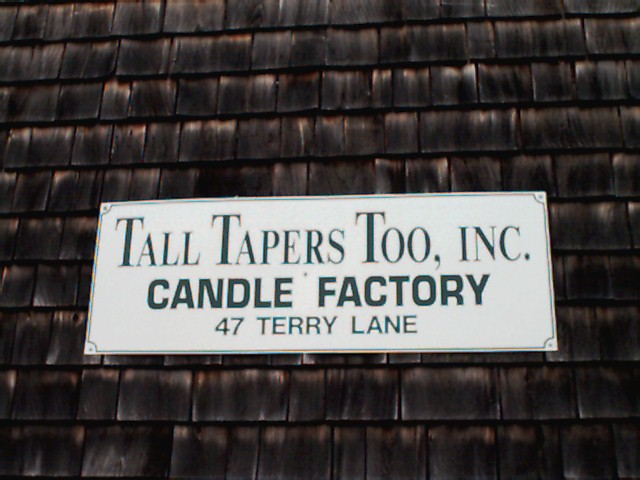 TALL TAPERS TOO, INC.
CANDLE FACTORY
47 TERRY LANE